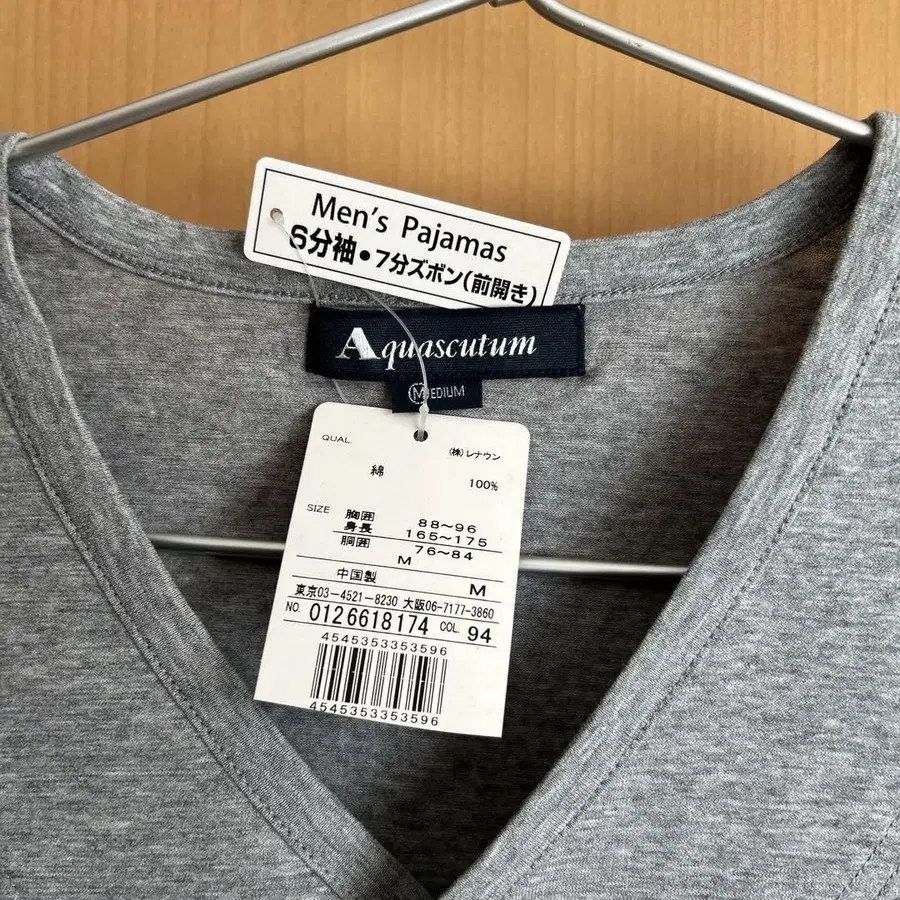 Men's Pajamas
6分袖・7分ズボン(前開き)
Aquascutum
MEDIUM
QUAL.
(株)レナウン
綿
100%
SIZE 胸囲 88〜96
身長 165〜175
胴囲 76〜84
M
中国製 M
東京03-4521-8230 大阪06-7177-3860
NO. 0126618174 COL. 94
4545353353596
4545353353596